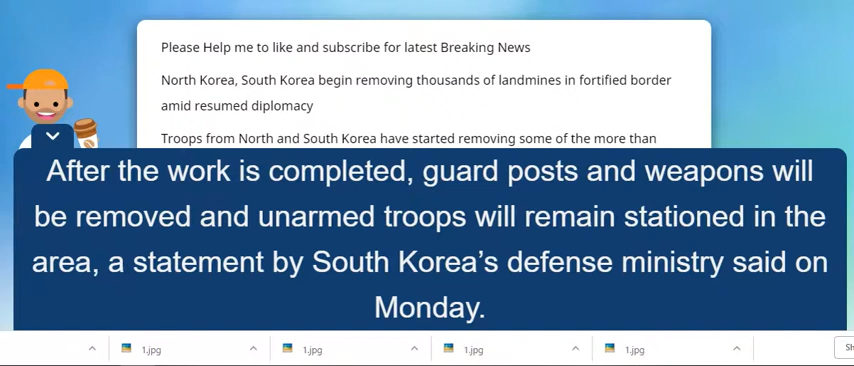 Please Help me to like and subscribe for latest Breaking News
North Korea, South Korea begin removing thousands of landmines in fortified border
amid resumed diplomacy
Troops from North and South Korea have started removing some of the more than
After the work is completed, guard posts and weapons will
be removed and unarmed troops will remain stationed in the
area, a statement by South Korea’s defense ministry said on
Monday.
1.jpg 1.jpg 1.jpg 1.jpg Sh